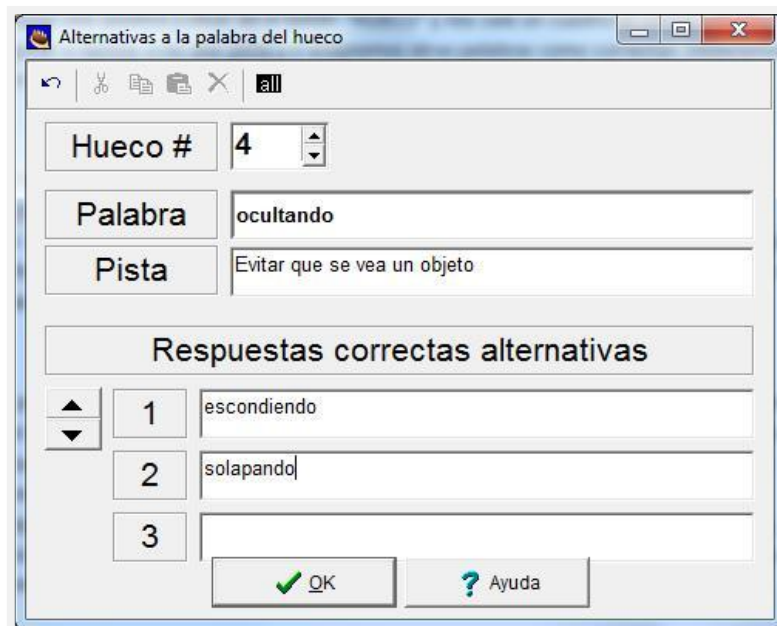 Alternativas a la palabra del hueco
all
Hueco # 4
Palabra ocultando
Pista Evitar que se vea un objeto
Respuestas correctas alternativas
1 escondiendo
2 solapando
3
OK ? Ayuda